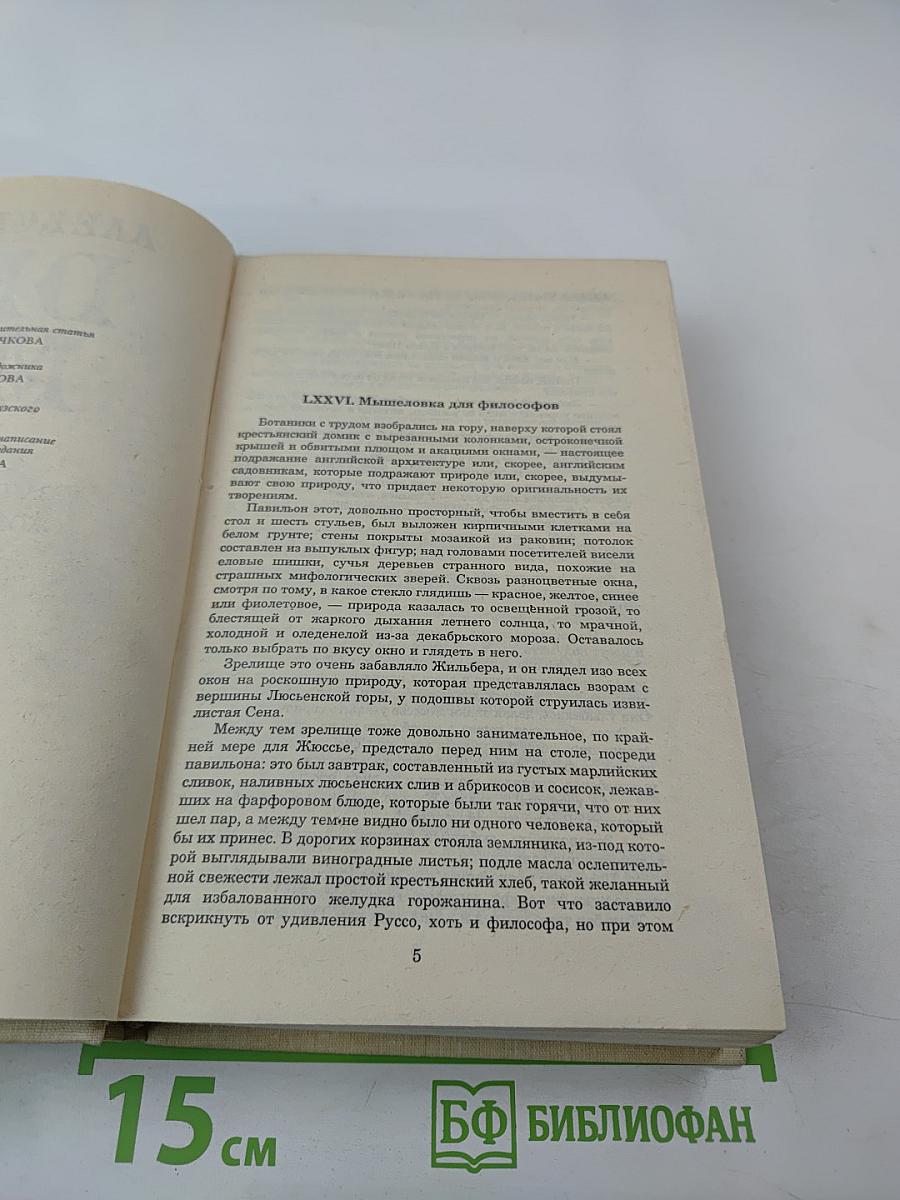 ительная статья
ЧКОВА
дожника
ОВА
узского
написание
едания
А
LXXVI. Мышеловка для философов
Ботаники с трудом взобрались на гору, наверху которой стоял
крестьянский домик с вырезанными колонками, остроконечной
крышей и обвитыми плющом и акациями окнами, — настоящее
подражание английской архитектуре или, скорее, английским
садовникам, которые подражают природе или, скорее, выдумы-
вают свою природу, что придает некоторую оригинальность их
творениям.
Павильон этот, довольно просторный, чтобы вместить в себя
стол и шесть стульев, был выложен кирпичными клетками на
белом грунте; стены покрыты мозаикой из раковин; потолок
составлен из выпуклых фигур; над головами посетителей висели
еловые шишки, сучья деревьев странного вида, похожие на
страшных мифологических зверей. Сквозь разноцветные окна,
смотря по тому, в какое стекло глядишь — красное, желтое, синее
или фиолетовое, — природа казалась то освещённой грозой, то
блестящей от жаркого дыхания летнего солнца, то мрачной,
холодной и оледенелой из-за декабрьского мороза. Оставалось
только выбрать по вкусу окно и глядеть в него.
Зрелище это очень забавляло Жильбера, и он глядел изо всех
окон на роскошную природу, которая представлялась взорам с
вершины Люсьенской горы, у подошвы которой струилась изви-
листая Сена.
Между тем зрелище тоже довольно занимательное, по край-
ней мере для Жюссье, предстало перед ним на столе, посреди
павильона: это был завтрак, составленный из густых марлийских
сливок, наливных люсьенских слив и абрикосов и сосисок, лежав-
ших на фарфоровом блюде, которые были так горячи, что от них
шел пар, а между тем не видно было ни одного человека, который
бы их принес. В дорогих корзинах стояла земляника, из-под кото-
рой выглядывали виноградные листья; подле масла ослепитель-
ной свежести лежал простой крестьянский хлеб, такой желанный
для избалованного желудка горожанина. Вот что заставило
вскрикнуть от удивления Руссо, хоть и философа, но при этом
5
15 см
БФ БИБЛИОФАН